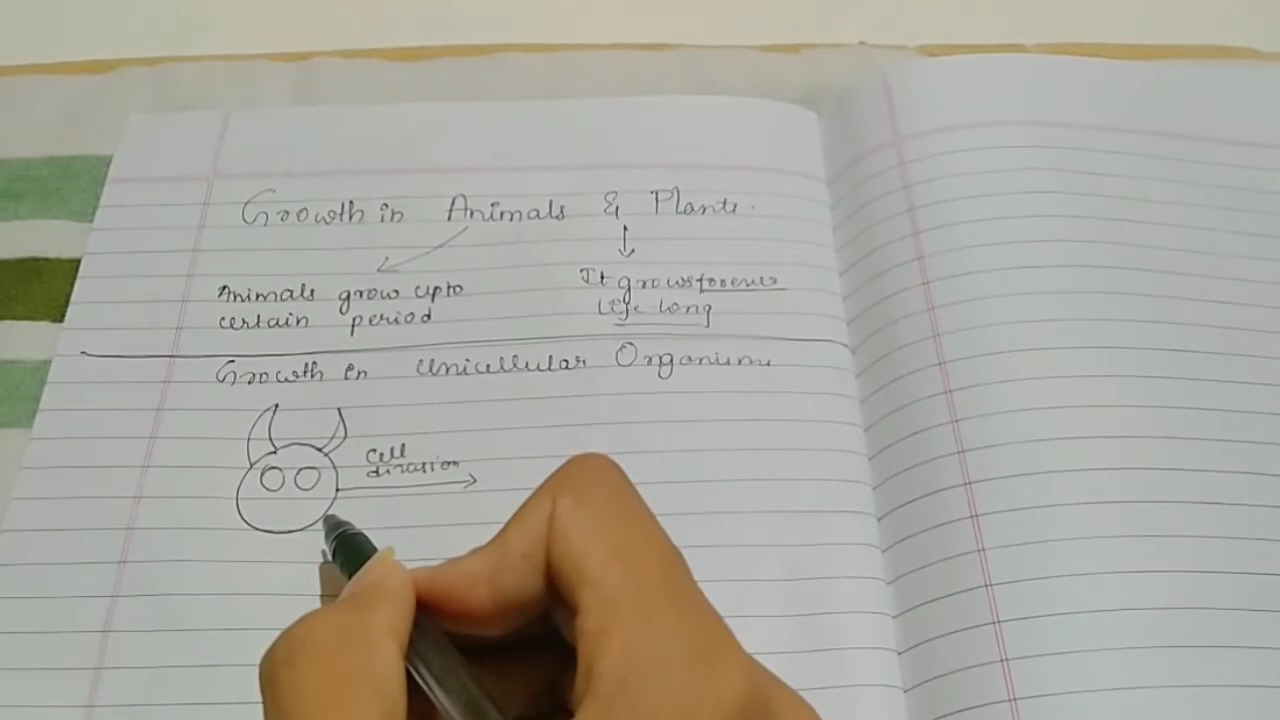 Growth in Animals & Plants.
Animals grow upto
certain period
It grows forever
Life long
Growth in Unicellular Organisms
Cell
division